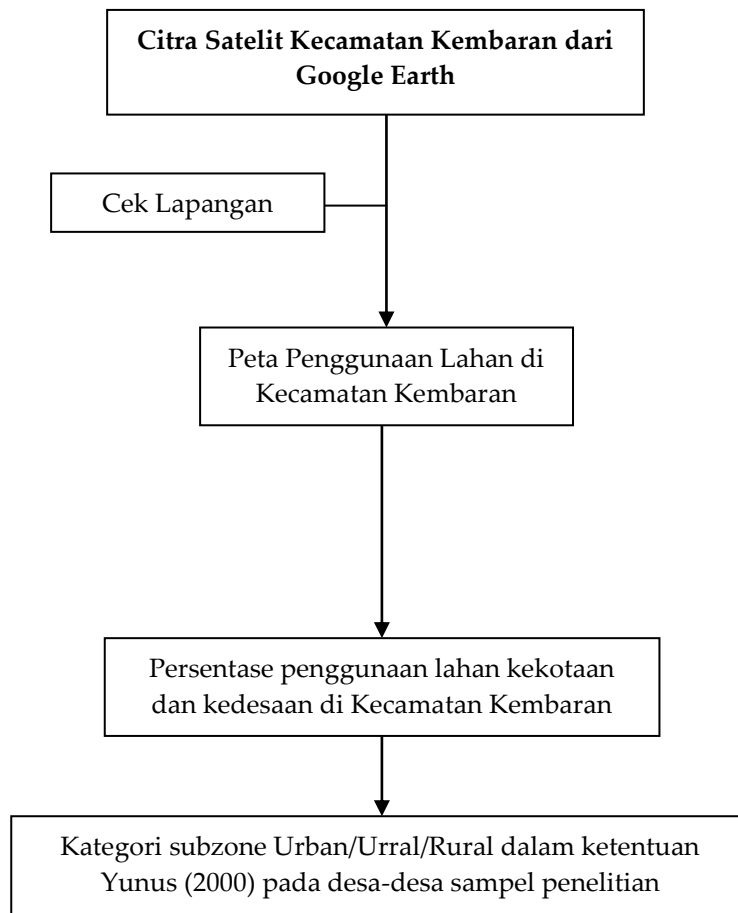 Citra Satelit Kecamatan Kembaran dari
Google Earth
Cek Lapangan
Peta Penggunaan Lahan di
Kecamatan Kembaran
Persentase penggunaan lahan kekotaan
dan kedesaan di Kecamatan Kembaran
Kategori subzone Urban/Urral/Rural dalam ketentuan
Yunus (2000) pada desa-desa sampel penelitian